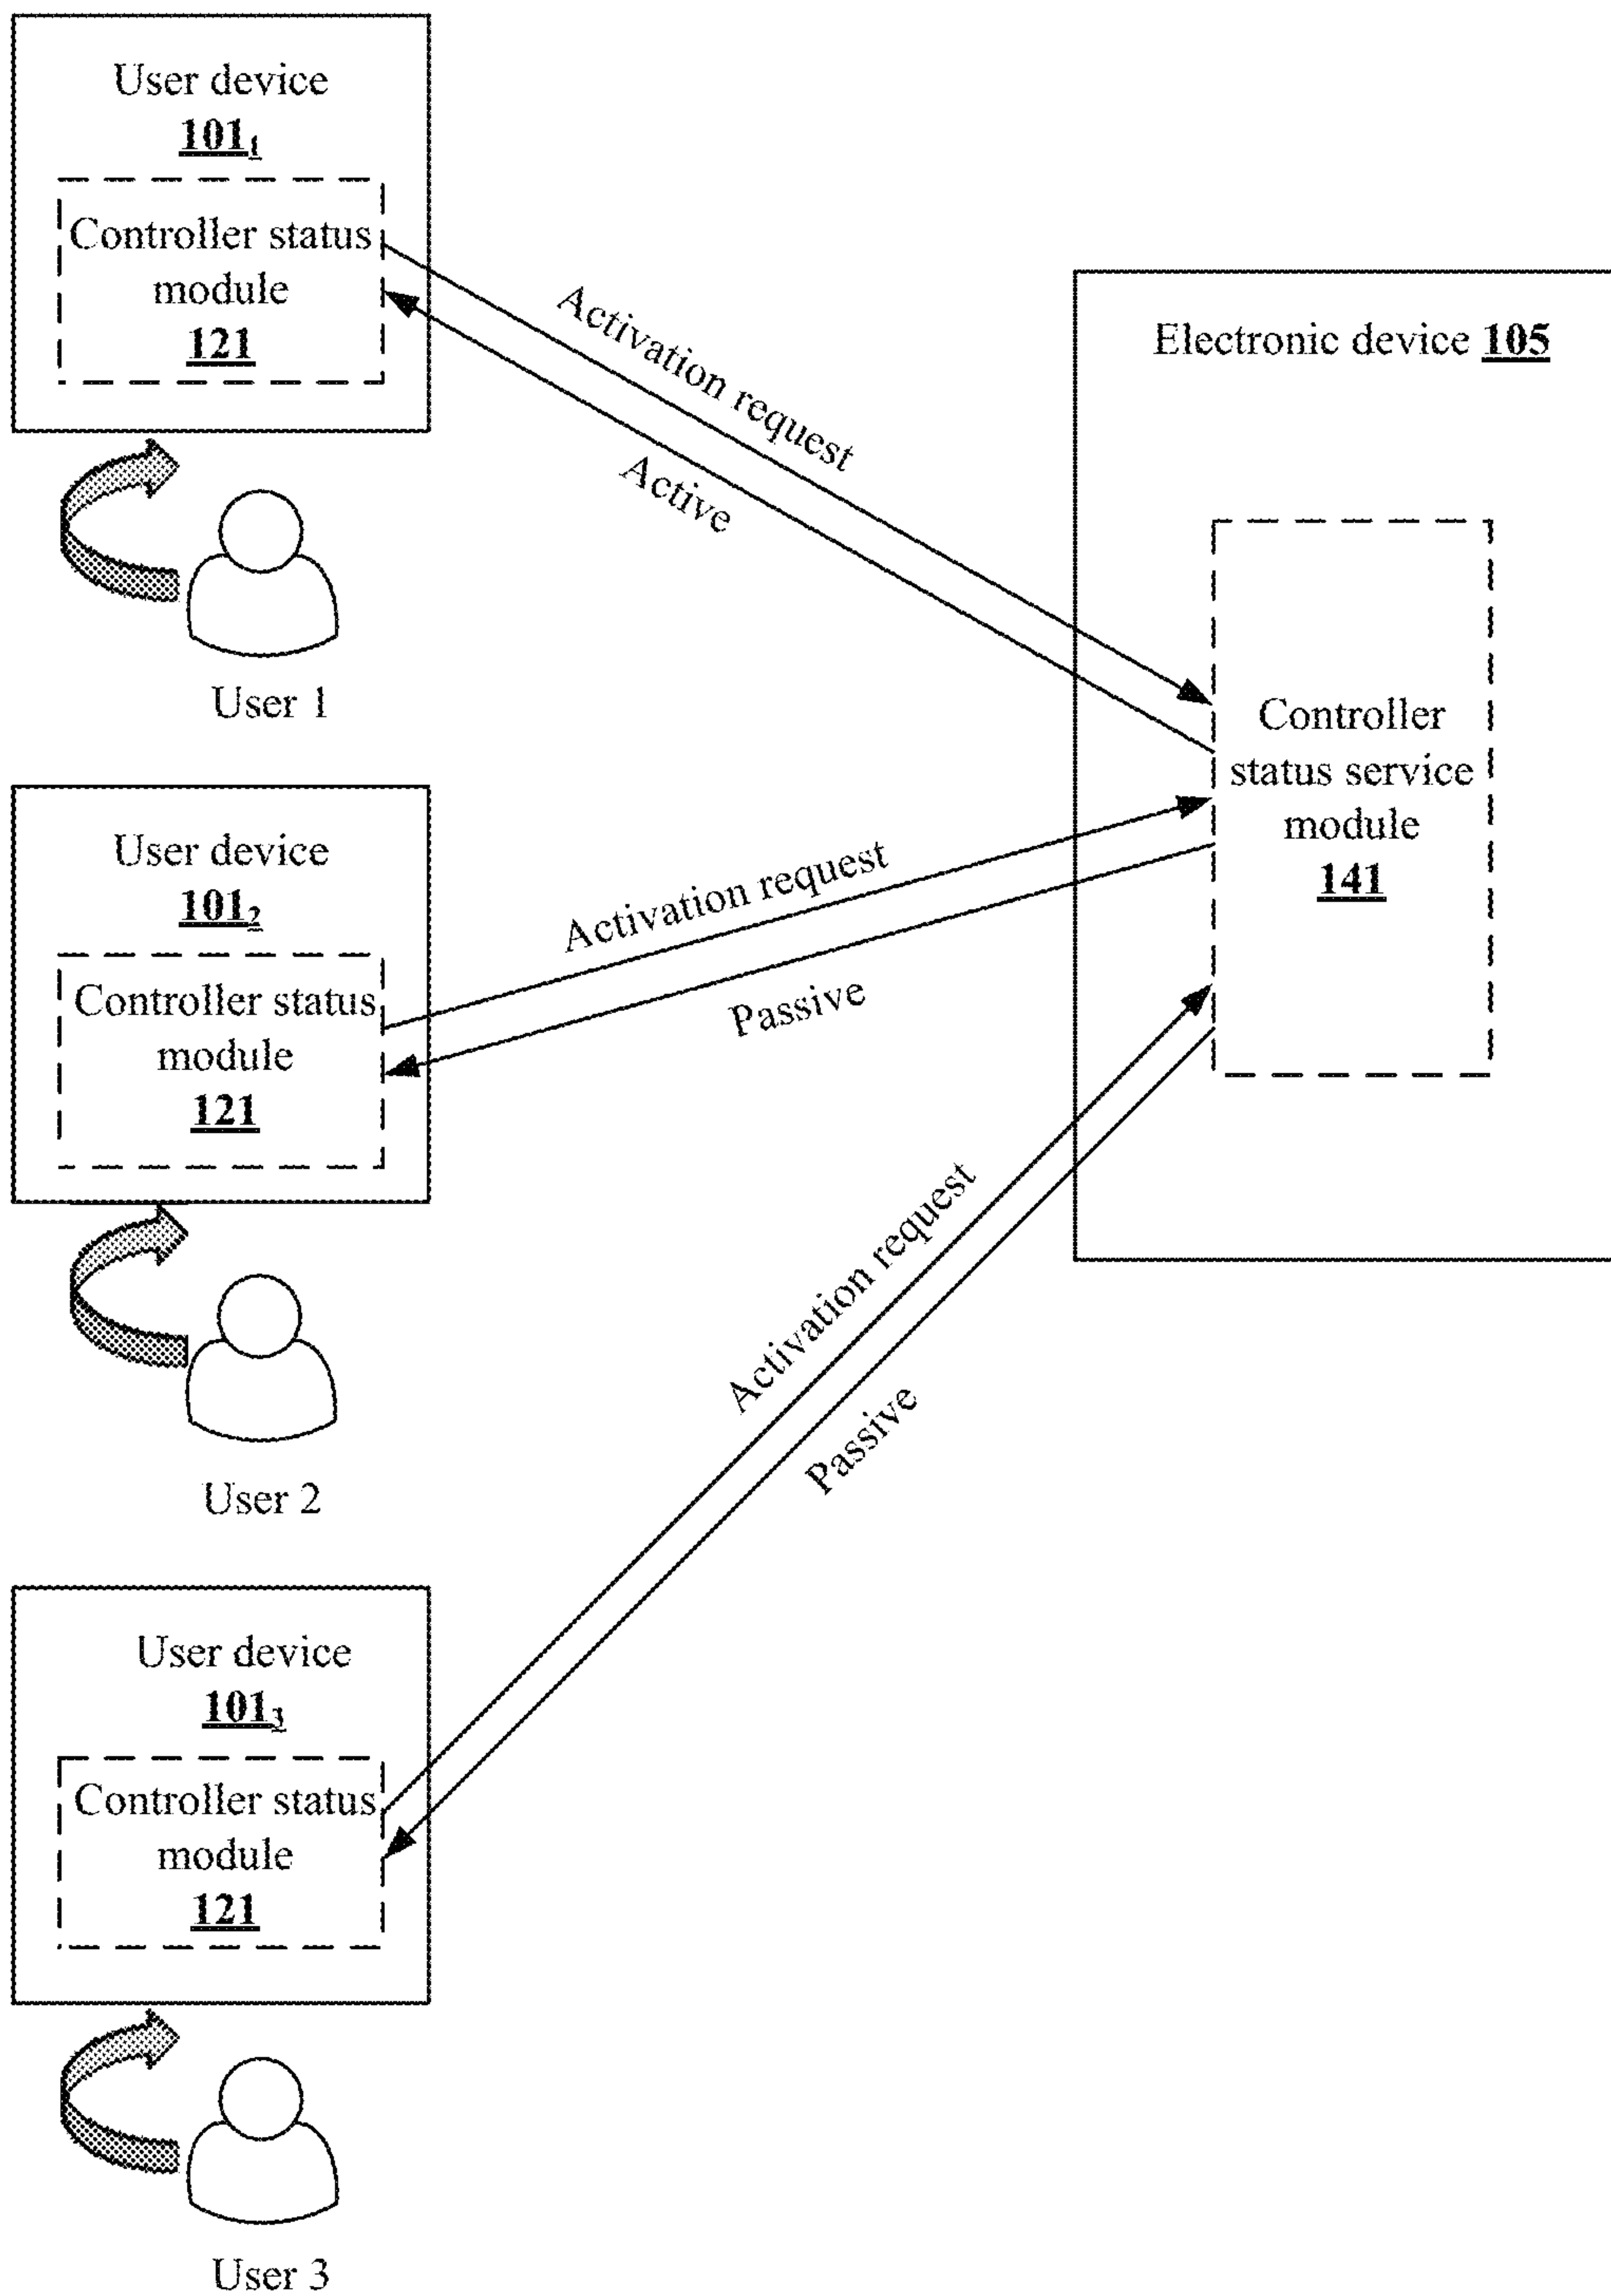 User device
101₁
Controller status
module
121
User 1
Activation request
Active
Electronic device 105
Controller
status service
module
141
User device
101₂
Controller status
module
121
User 2
Activation request
Passive
User device
101₃
Controller status
module
121
User 3
Activation request
Passive